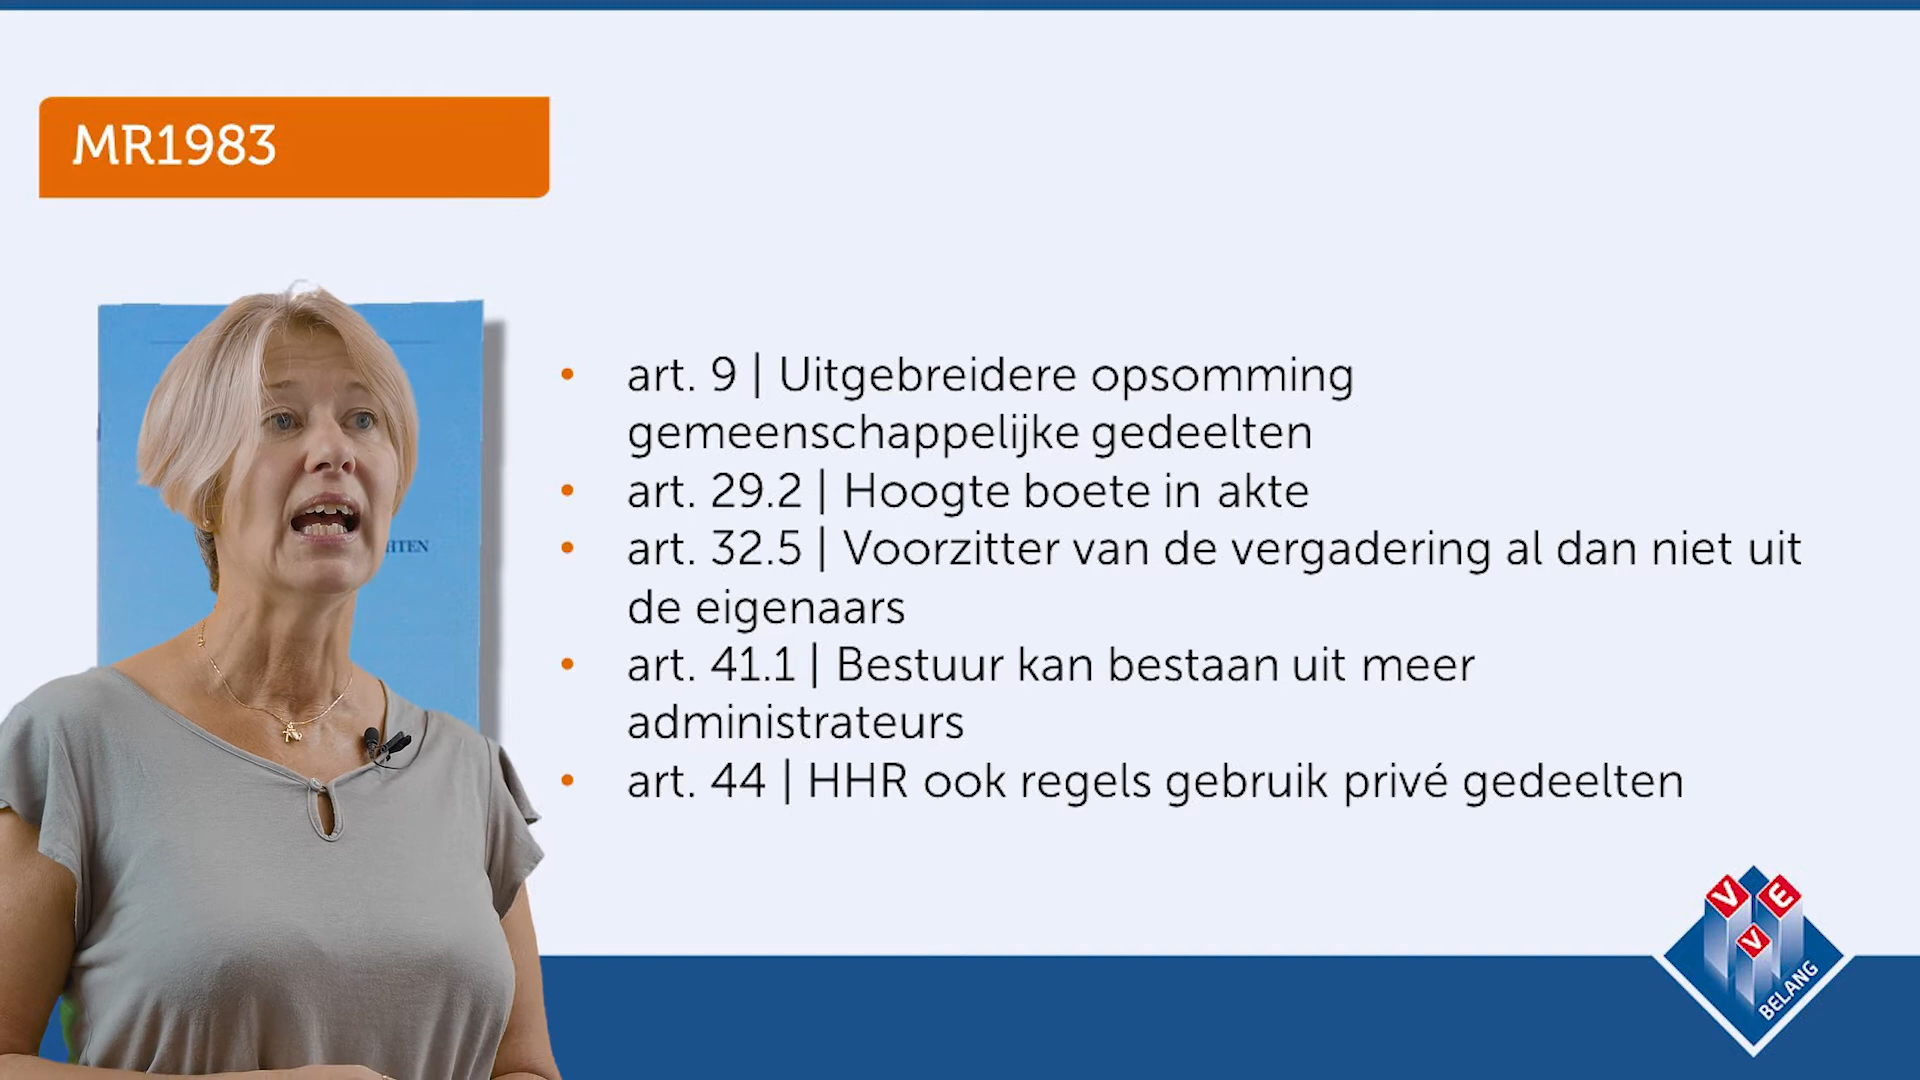 MR1983
• art. 9 | Uitgebreidere opsomming
gemeenschappelijke gedeelten
• art. 29.2 | Hoogte boete in akte
• art. 32.5 | Voorzitter van de vergadering al dan niet uit
de eigenaars
• art. 41.1 | Bestuur kan bestaan uit meer
administrateurs
• art. 44 | HHR ook regels gebruik privé gedeelten
V V E
BELANG